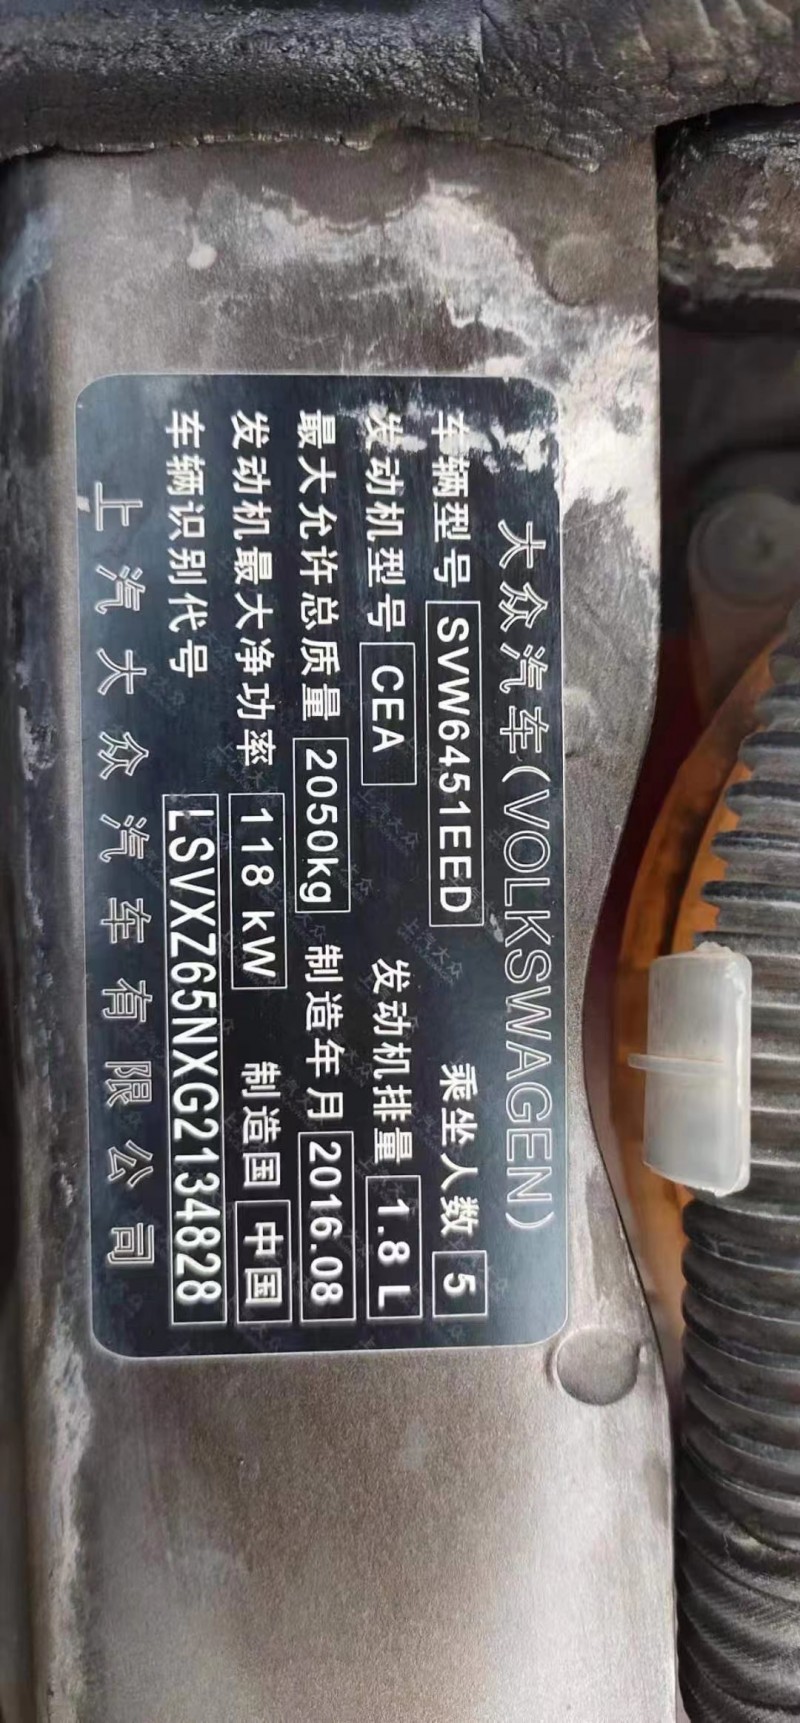 大众汽车(VOLKSWAGEN)
车辆型号 SVW6451EED 乘坐人数 5
发动机型号 CEA 发动机排量 1.8 L
最大允许总质量 2050kg 制造年月 2016.08
发动机最大净功率 118 kW 制造国 中国
车辆识别代号 LSVXZ65NXG2134828
上汽大众汽车有限公司